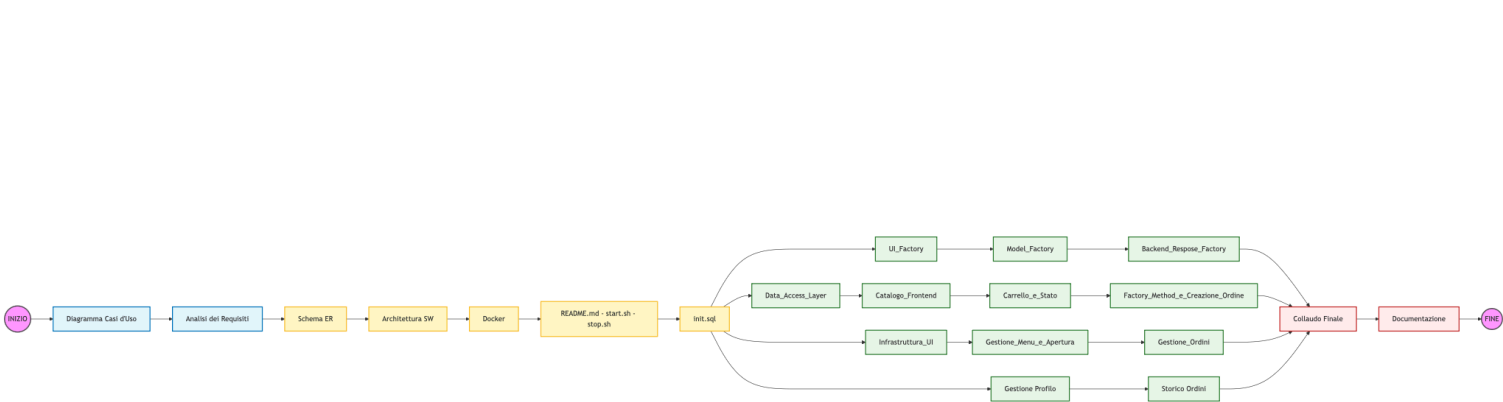 INIZIO
Diagramma Casi d'Uso
Analisi dei Requisiti
Schema ER
Architettura SW
Docker
README.md - start.sh -
stop.sh
Init.sql
UI_Factory
Model_Factory
Backend_Respose_Factory
Data_Access_Layer
Catalogo_Frontend
Carrello_e_Stato
Factory_Method_e_Creazione_Ordine
Infrastruttura_UI
Gestione_Menu_e_Apertura
Gestione_Ordini
Gestione Profilo
Storico Ordini
Collaudo Finale
Documentazione
FINE